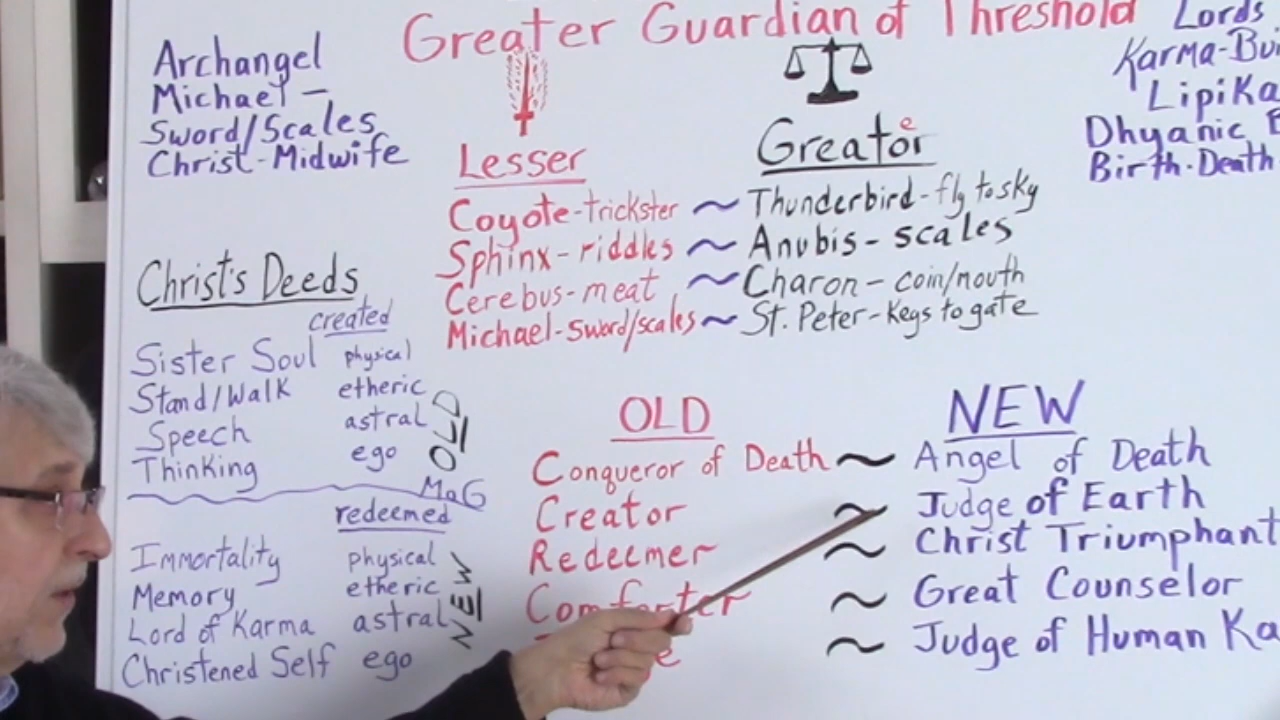 Greater Guardian of Threshold
Archangel
Michael –
Sword/Scales
Christ-Midwife
Lords
Karma-
Lipika
Dhyanic
Birth-Death
Lesser
Coyote-trickster ~
Sphinx-riddles ~
Cerebus-meat ~
Michael-Sword/scales ~
e
Greator
Thunderbird-fly to sky
Anubis - scales
Charon - coin/mouth
St. Peter-Keys to gate
Christ's Deeds
created
Sister Soul physical
Stand/Walk etheric
Speech astral
Thinking ego
OLD
MoG
redeemed
Immortality physical
Memory etheric
Lord of Karma astral
Christened Self ego
NEW
OLD
Conqueror of Death ~
Creator ~
Redeemer ~
Comforter ~
~
NEW
Angel of Death
Judge of Earth
Christ Triumphant
Great Counselor
Judge of Human